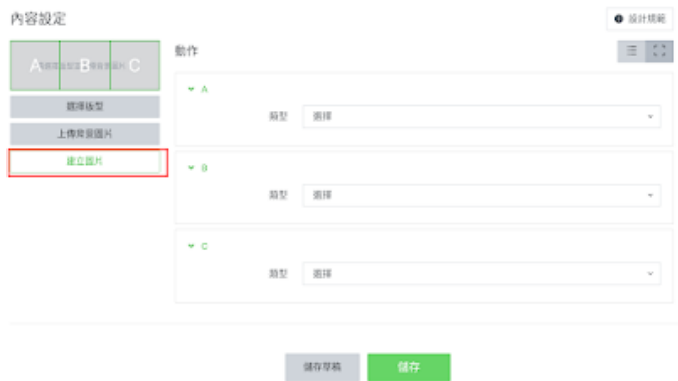 內容設定
設計規範
A B C
動作
選擇版型
上傳背景圖片
建立圖片
A
類型 選擇
B
類型 選擇
C
類型 選擇
儲存草稿 儲存